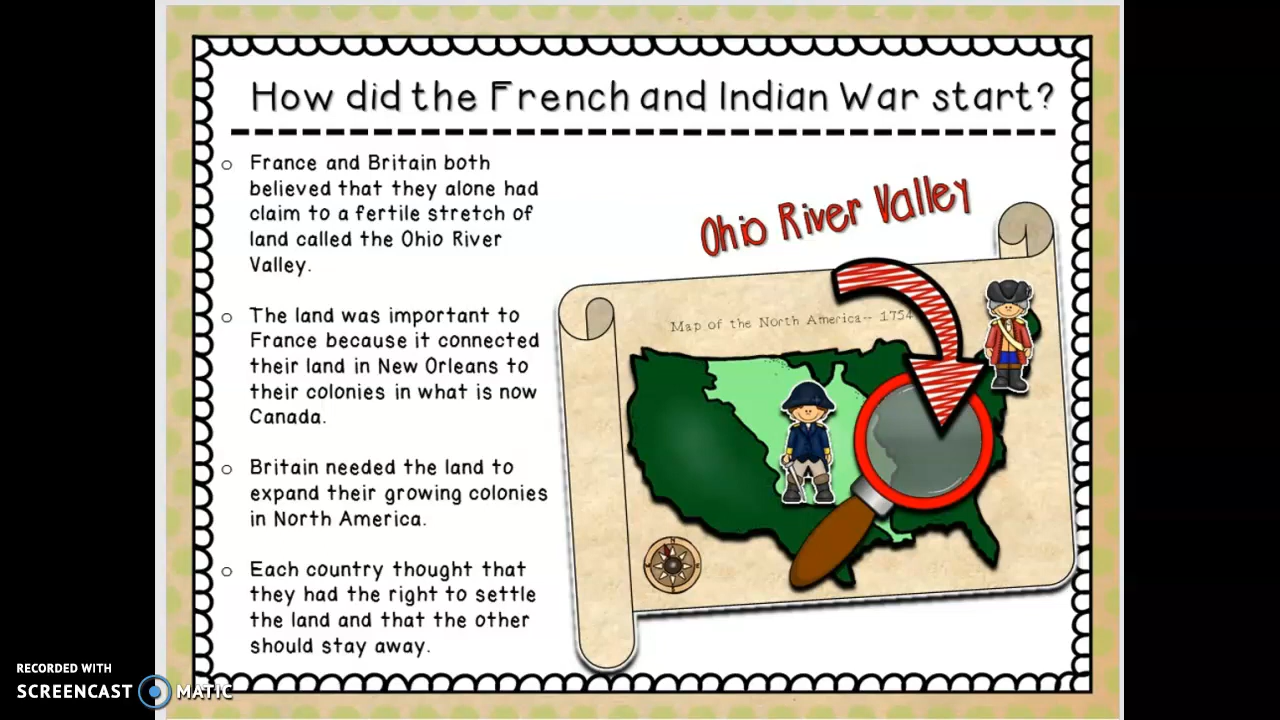 How did the French and Indian War start?
France and Britain both
believed that they alone had
claim to a fertile stretch of
land called the Ohio River
Valley.
The land was important to
France because it connected
their land in New Orleans to
their colonies in what is now
Canada.
Britain needed the land to
expand their growing colonies
in North America.
Each country thought that
they had the right to settle
the land and that the other
should stay away.
Ohio River Valley
Map of the North America-- 1754
RECORDED WITH
SCREENCAST MATIC